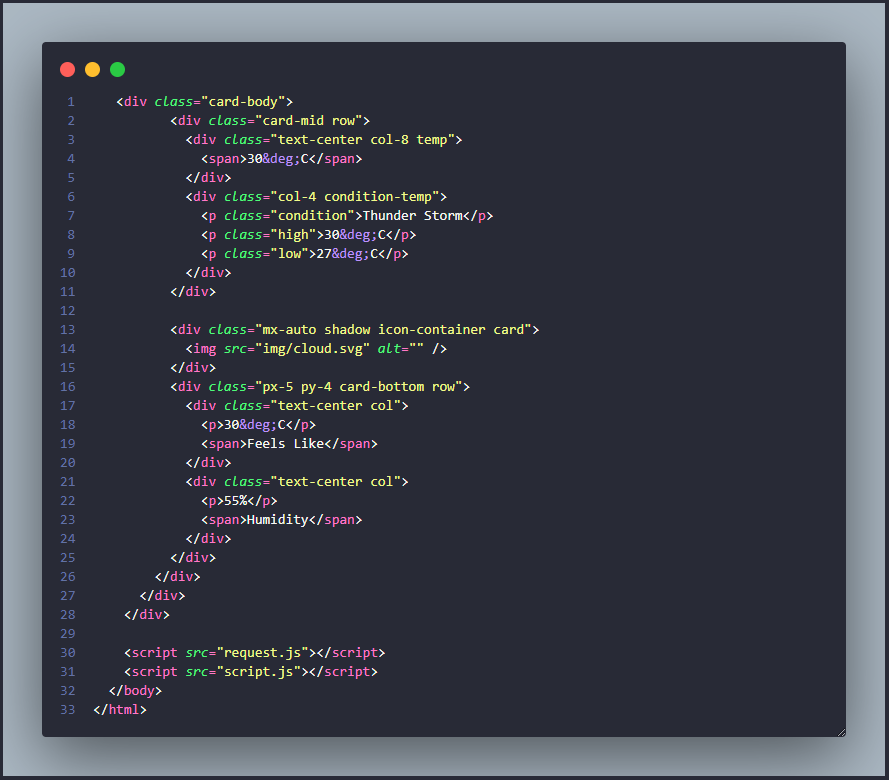 1 <div class="card-body">
2 <div class="card-mid row">
3 <div class="text-center col-8 temp">
4 <span>30&deg;C</span>
5 </div>
6 <div class="col-4 condition-temp">
7 <p class="condition">Thunder Storm</p>
8 <p class="high">30&deg;C</p>
9 <p class="low">27&deg;C</p>
10 </div>
11 </div>
12
13 <div class="mx-auto shadow icon-container card">
14 <img src="img/cloud.svg" alt="" />
15 </div>
16 <div class="px-5 py-4 card-bottom row">
17 <div class="text-center col">
18 <p>30&deg;C</p>
19 <span>Feels Like</span>
20 </div>
21 <div class="text-center col">
22 <p>55%</p>
23 <span>Humidity</span>
24 </div>
25 </div>
26 </div>
27 </div>
28 </div>
29
30 <script src="request.js"></script>
31 <script src="script.js"></script>
32 </body>
33 </html>